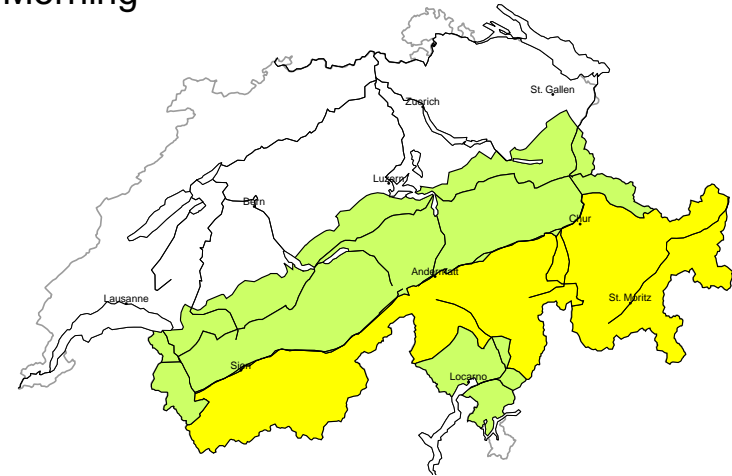 Morning
St. Gallen
Zuerich
Luzern
Bern
Chur
Andermatt
Lausanne
St. Moritz
Sion
Locarno